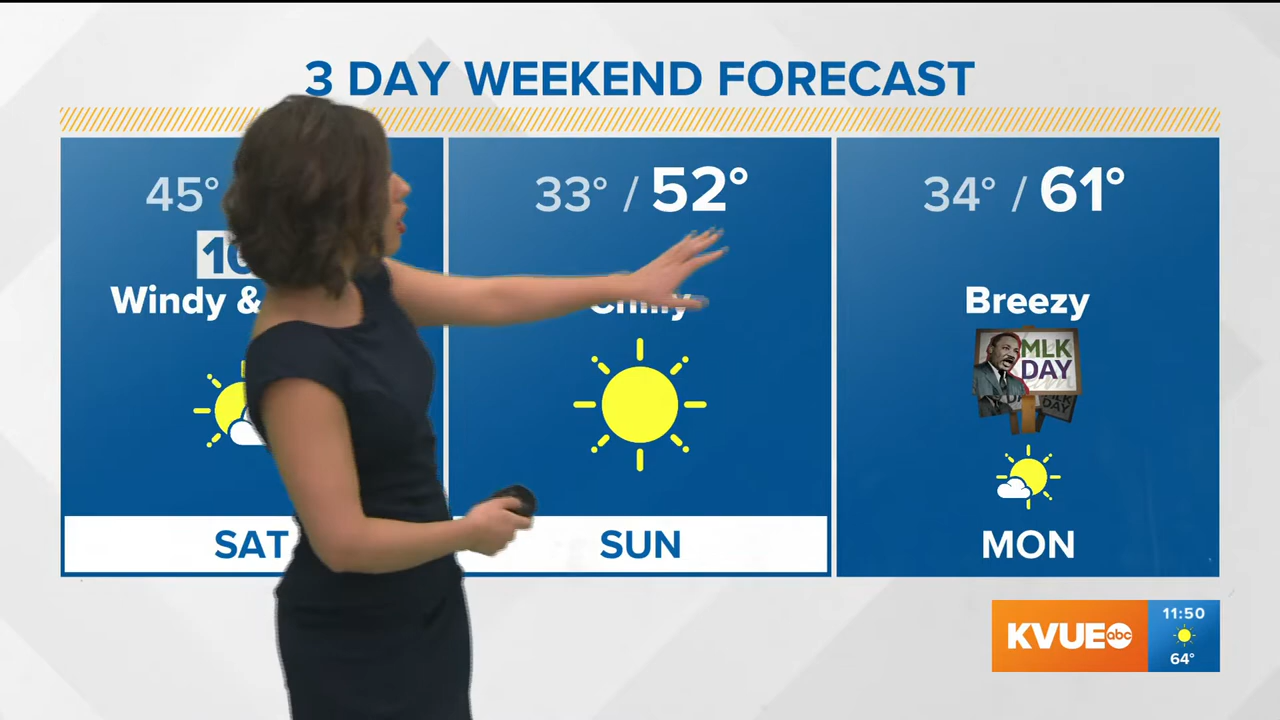 3 DAY WEEKEND FORECAST
45°
Windy &
SAT
33° / 52°
Chilly
SUN
34° / 61°
Breezy
MLK
DAY
MON
KVUE abc
11:50
64°